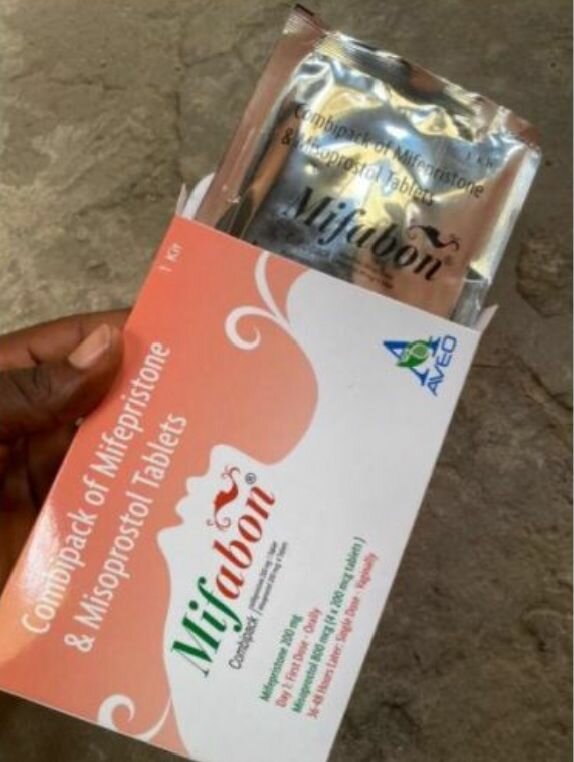 Combipack of Mifepristone
& Misoprostol Tablets
1 Kit
Mifabon®
1 Kit
AVEO
Combipack of Mifepristone
& Misoprostol Tablets
Mifabon®
Combipack
Mifepristone 200 mg
Day 1: First Dose - Orally
Misoprostol 800 mcg (4 x 200 mcg tablets)
36-48 Hours Later: Single Dose - Vaginally